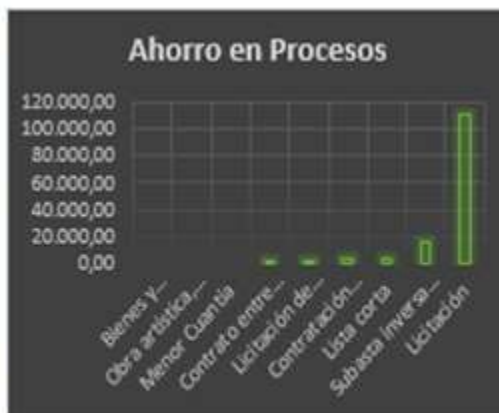 Ahorro en Procesos
120.000,00
100.000,00
80.000,00
60.000,00
40.000,00
20.000,00
0,00
Bienes y...
Obra artística,...
Menor Cuantía
Contrato entre...
Licitación de...
Contratación...
Lista corta
Subasta inversa...
Licitación